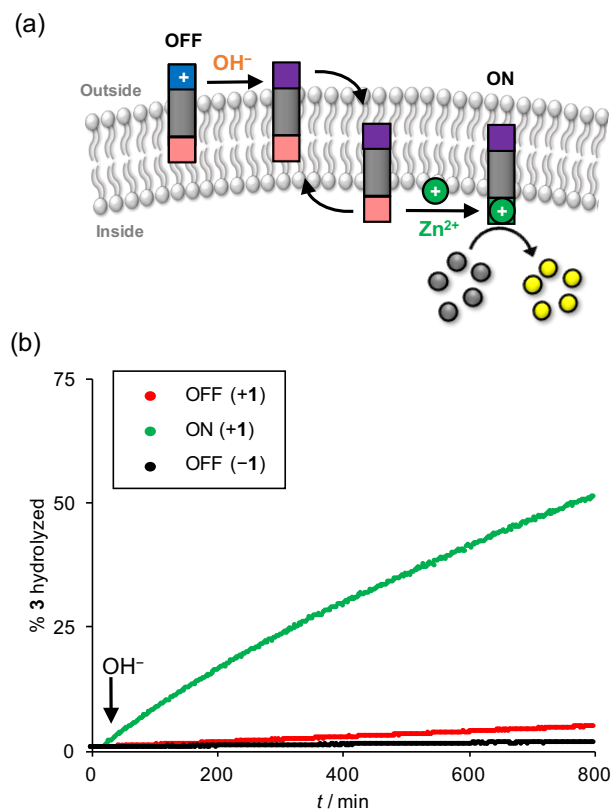 (a)
OFF
OH⁻
ON
Outside
+
+
Inside
Zn²⁺
+
(b)
75
OFF (+1)
ON (+1)
OFF (−1)
50
% 3 hydrolyzed
25
OH⁻
0
0 200 400 600 800
t / min